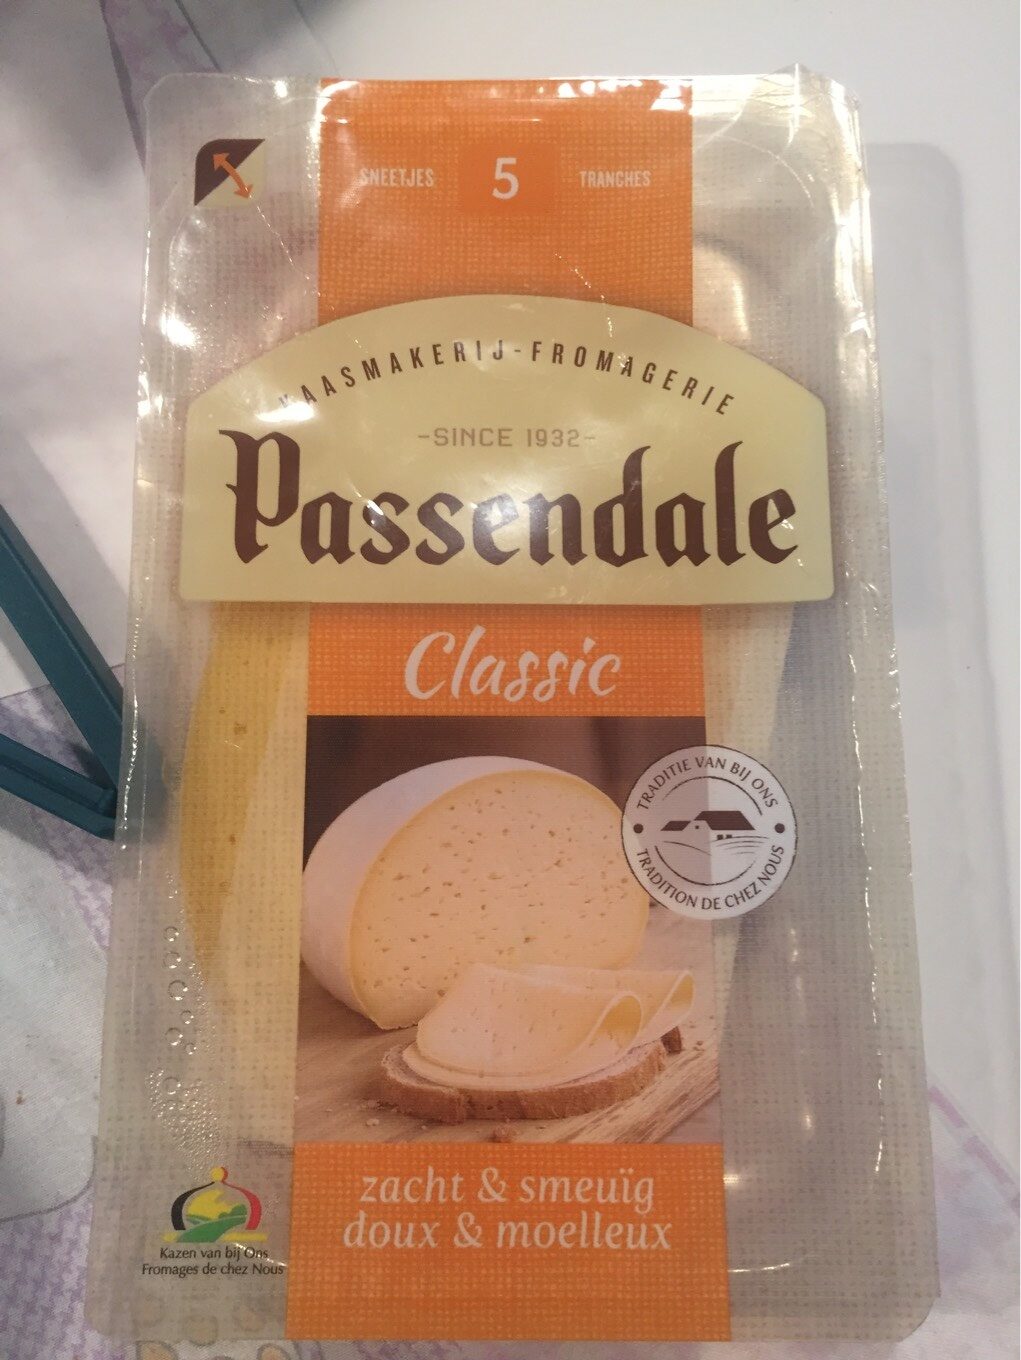 SNEETJES 5 TRANCHES
KAASMAKERIJ-FROMAGERIE
-SINCE 1932-
Passendale
Classic
TRADITIE VAN BIJ ONS
TRADITION DE CHEZ NOUS
zacht & smeuïg
doux & moelleux
Kazen van bij Ons
Fromages de chez Nous